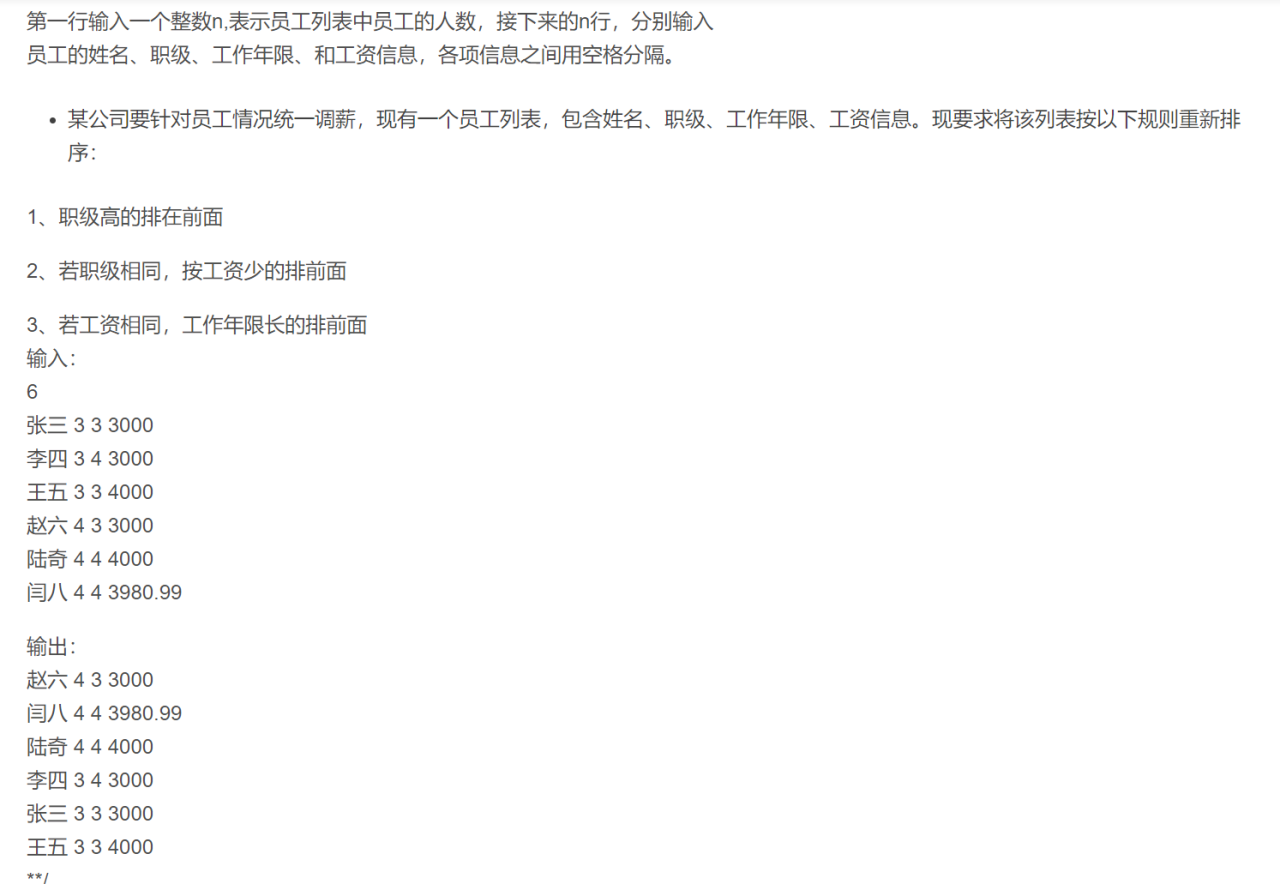 第一行输入一个整数n,表示员工列表中员工的人数，接下来的n行，分别输入
员工的姓名、职级、工作年限、和工资信息，各项信息之间用空格分隔。
• 某公司要针对员工情况统一调薪，现有一个员工列表，包含姓名、职级、工作年限、工资信息。现要求将该列表按以下规则重新排
序：
1、职级高的排在前面
2、若职级相同，按工资少的排前面
3、若工资相同，工作年限长的排前面
输入：
6
张三 3 3 3000
李四 3 4 3000
王五 3 3 4000
赵六 4 3 3000
陆奇 4 4 4000
闫八 4 4 3980.99
输出：
赵六 4 3 3000
闫八 4 4 3980.99
陆奇 4 4 4000
李四 3 4 3000
张三 3 3 3000
王五 3 3 4000
**/